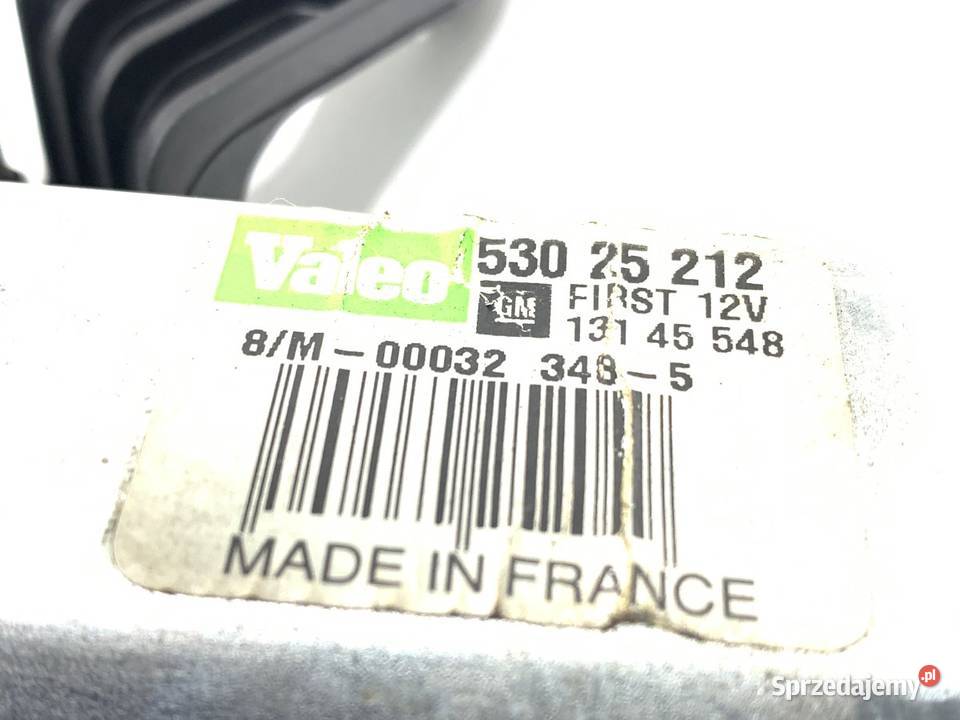 Valeo 530 25 212
GM FIRST 12V
131 45 548
8/M-00032 348-5
MADE IN FRANCE
Sprzedajemy.pl